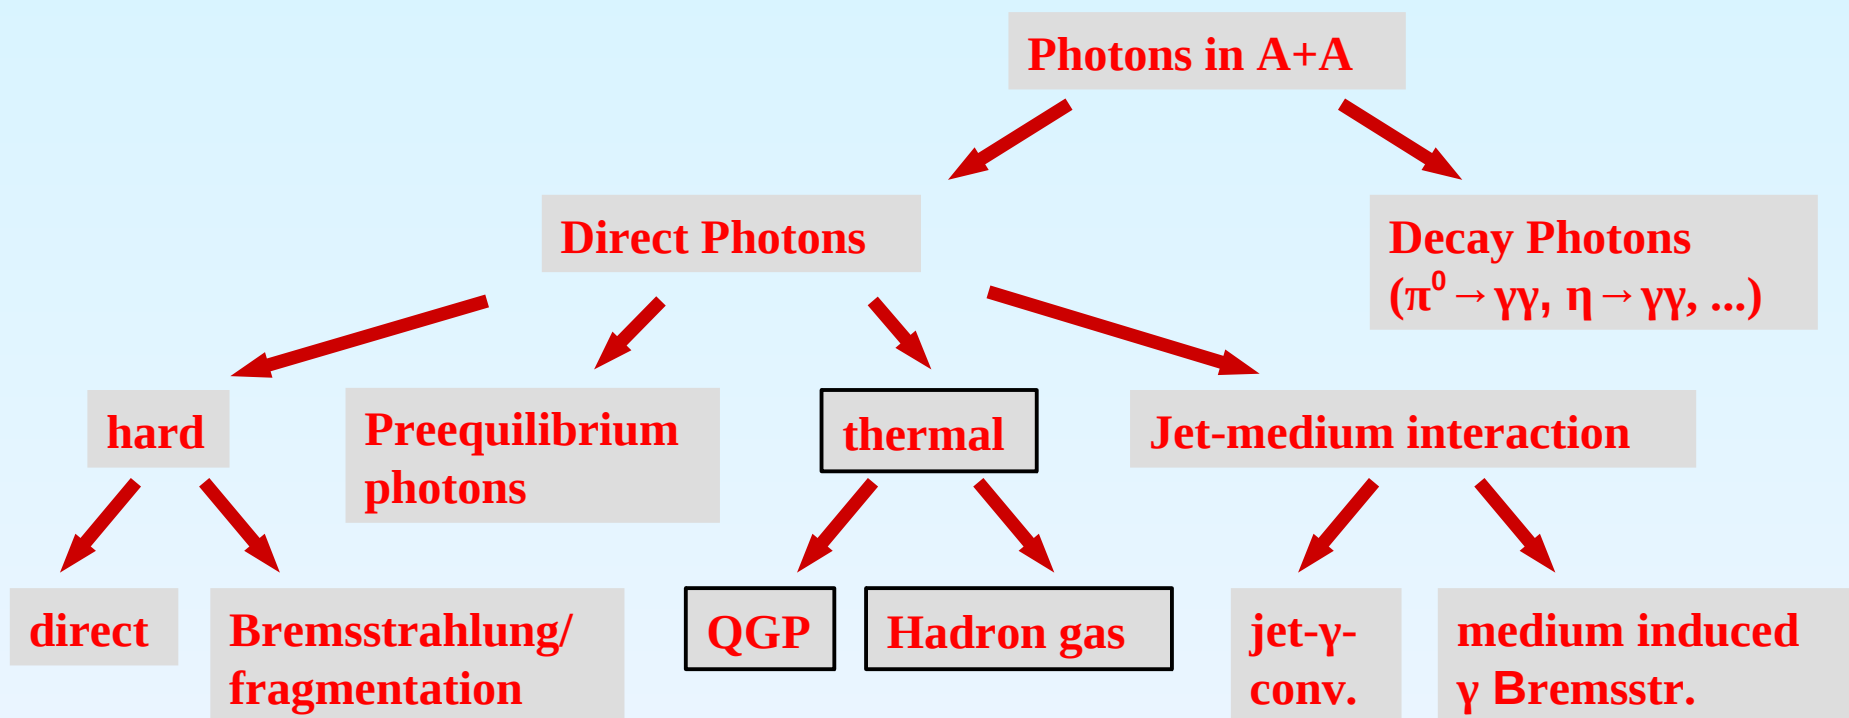 Photons in A+A
Direct Photons
Decay Photons
(π⁰→γγ, η→γγ, ...)
hard
Preequilibrium
photons
thermal
Jet-medium interaction
direct
Bremsstrahlung/
fragmentation
QGP
Hadron gas
jet-γ-
conv.
medium induced
γ Bremsstr.